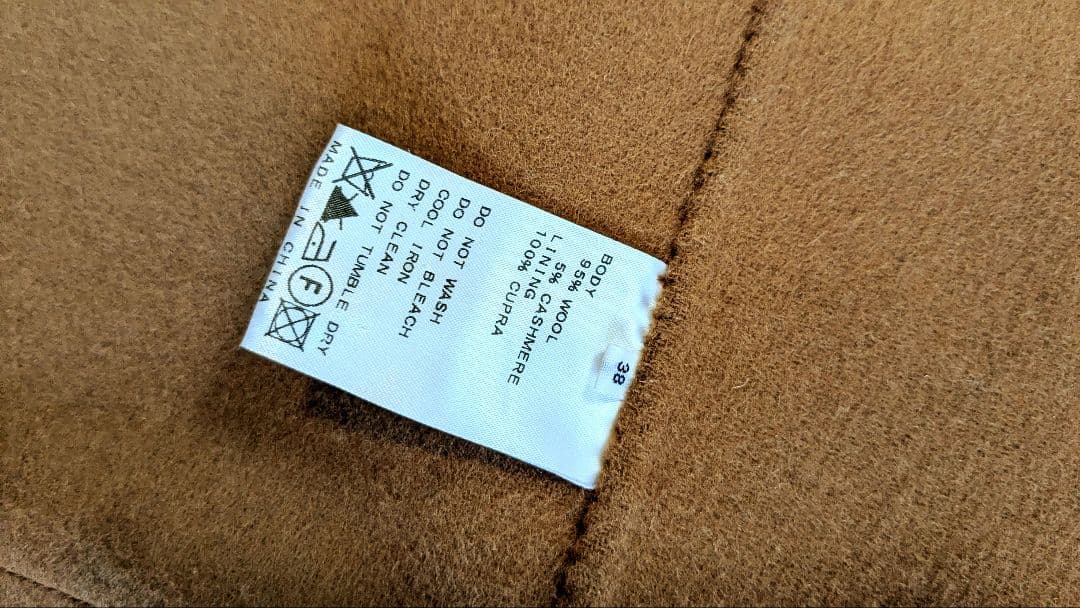 38
BODY
95% WOOL
5% CASHMERE
LINING
100% CUPRA
DO NOT WASH
DO NOT BLEACH
COOL IRON
DRY CLEAN
DO NOT TUMBLE DRY
F
MADE IN CHINA